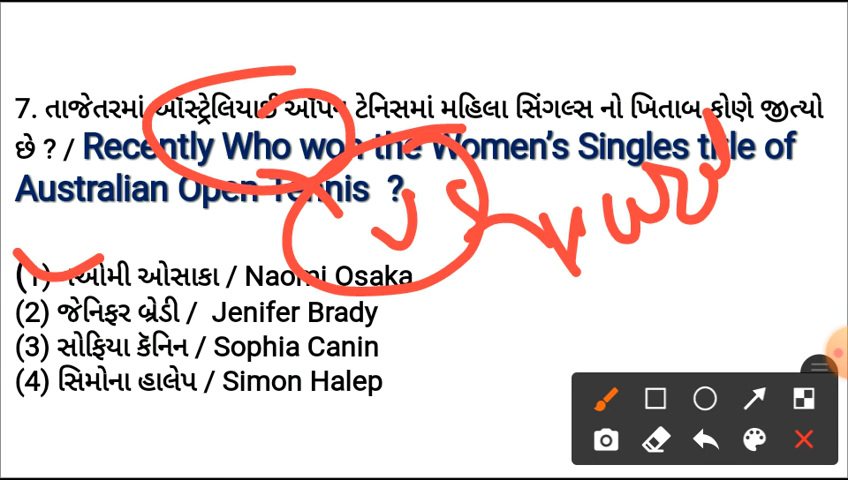 7. તાજેતરમાં ઑસ્ટ્રેલિયાઈ ઓપન ટેનિસમાં મહિલા સિંગલ્સ નો ખિતાબ કોણે જીત્યો
છે ? / Recently Who won the Women's Singles title of
Australian Open Tennis ?
(1) નાઓમી ઓસાકા / Naomi Osaka
(2) જેનિફર બ્રેડી / Jenifer Brady
(3) સોફિયા કૅનિન / Sophia Canin
(4) સિમોના હાલેપ / Simon Halep